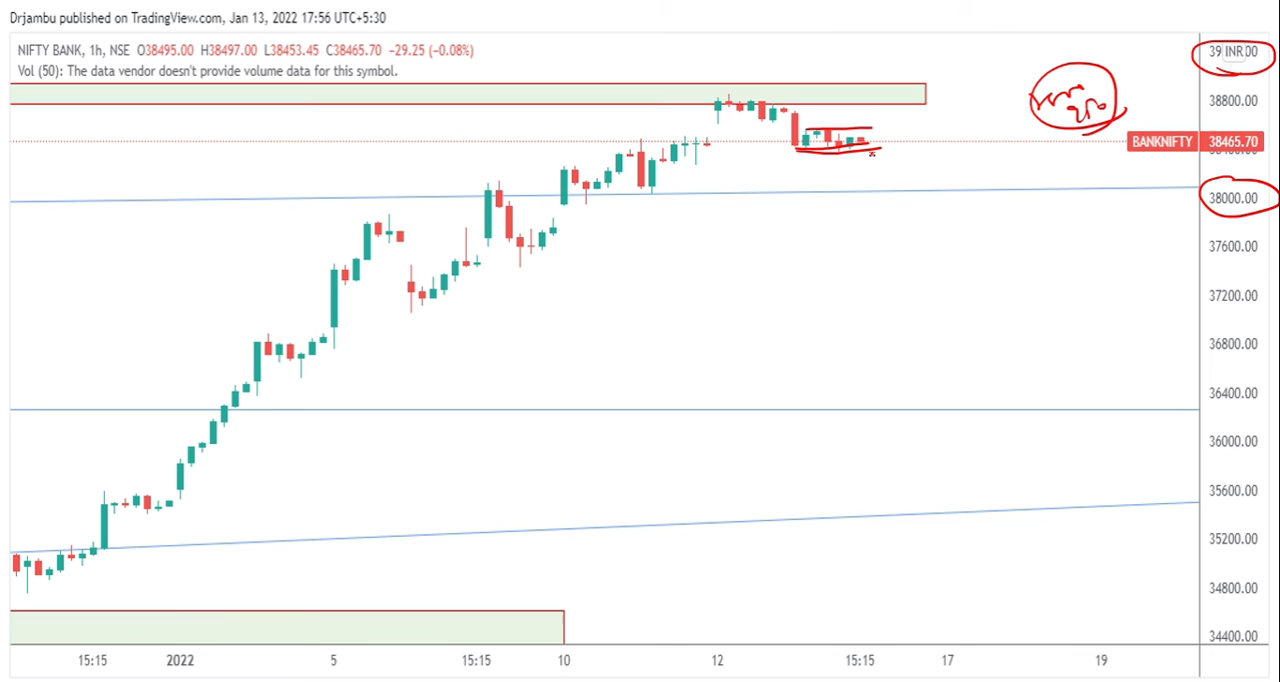 Drjambu published on TradingView.com, Jan 13, 2022 17:56 UTC+5:30
NIFTY BANK, 1h, NSE O38495.00 H38497.00 L38453.45 C38465.70 −29.25 (−0.08%)
Vol (50): The data vendor doesn't provide volume data for this symbol.
INR
38800.00
BANKNIFTY 38465.70
38000.00
37600.00
37200.00
36800.00
36400.00
36000.00
35600.00
35200.00
34800.00
34400.00
15:15 2022 5 15:15 10 12 15:15 17 19